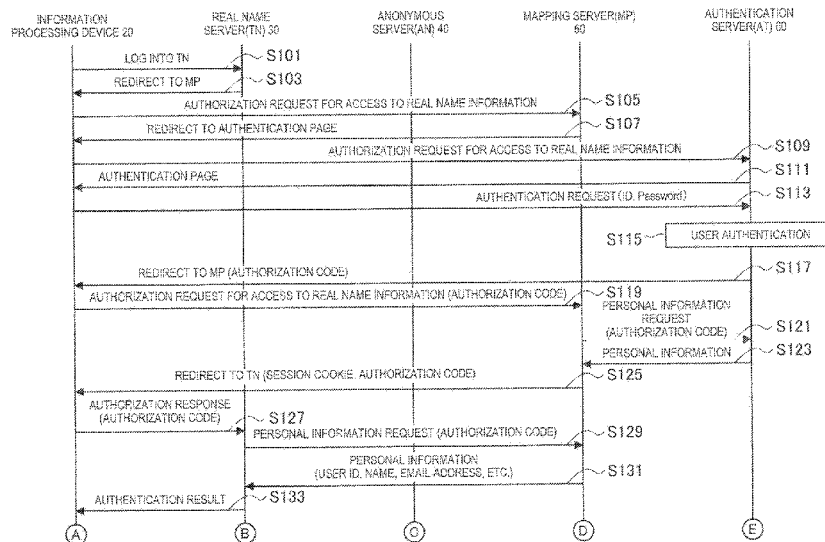 INFORMATION
PROCESSING DEVICE 20
REAL NAME
SERVER(TN) 30
ANONYMOUS
SERVER(AN) 40
MAPPING SERVER(MP)
50
AUTHENTICATION
SERVER(AT) 60
LOG INTO TN
S101
REDIRECT TO MP
S103
AUTHORIZATION REQUEST FOR ACCESS TO REAL NAME INFORMATION
S105
REDIRECT TO AUTHENTICATION PAGE
S107
AUTHORIZATION REQUEST FOR ACCESS TO REAL NAME INFORMATION
S109
AUTHENTICATION PAGE
S111
AUTHENTICATION REQUEST (ID, Password)
S113
S115
USER AUTHENTICATION
REDIRECT TO MP (AUTHORIZATION CODE)
S117
AUTHORIZATION REQUEST FOR ACCESS TO REAL NAME INFORMATION (AUTHORIZATION CODE)
S119
PERSONAL INFORMATION
REQUEST
(AUTHORIZATION CODE)
S121
PERSONAL INFORMATION
S123
REDIRECT TO TN (SESSION COOKIE, AUTHORIZATION CODE)
S125
AUTHORIZATION RESPONSE
(AUTHORIZATION CODE)
S127
PERSONAL INFORMATION REQUEST (AUTHORIZATION CODE)
S129
PERSONAL INFORMATION
(USER ID, NAME, EMAIL ADDRESS, ETC.)
S131
AUTHENTICATION RESULT
S133
A
B
C
D
E